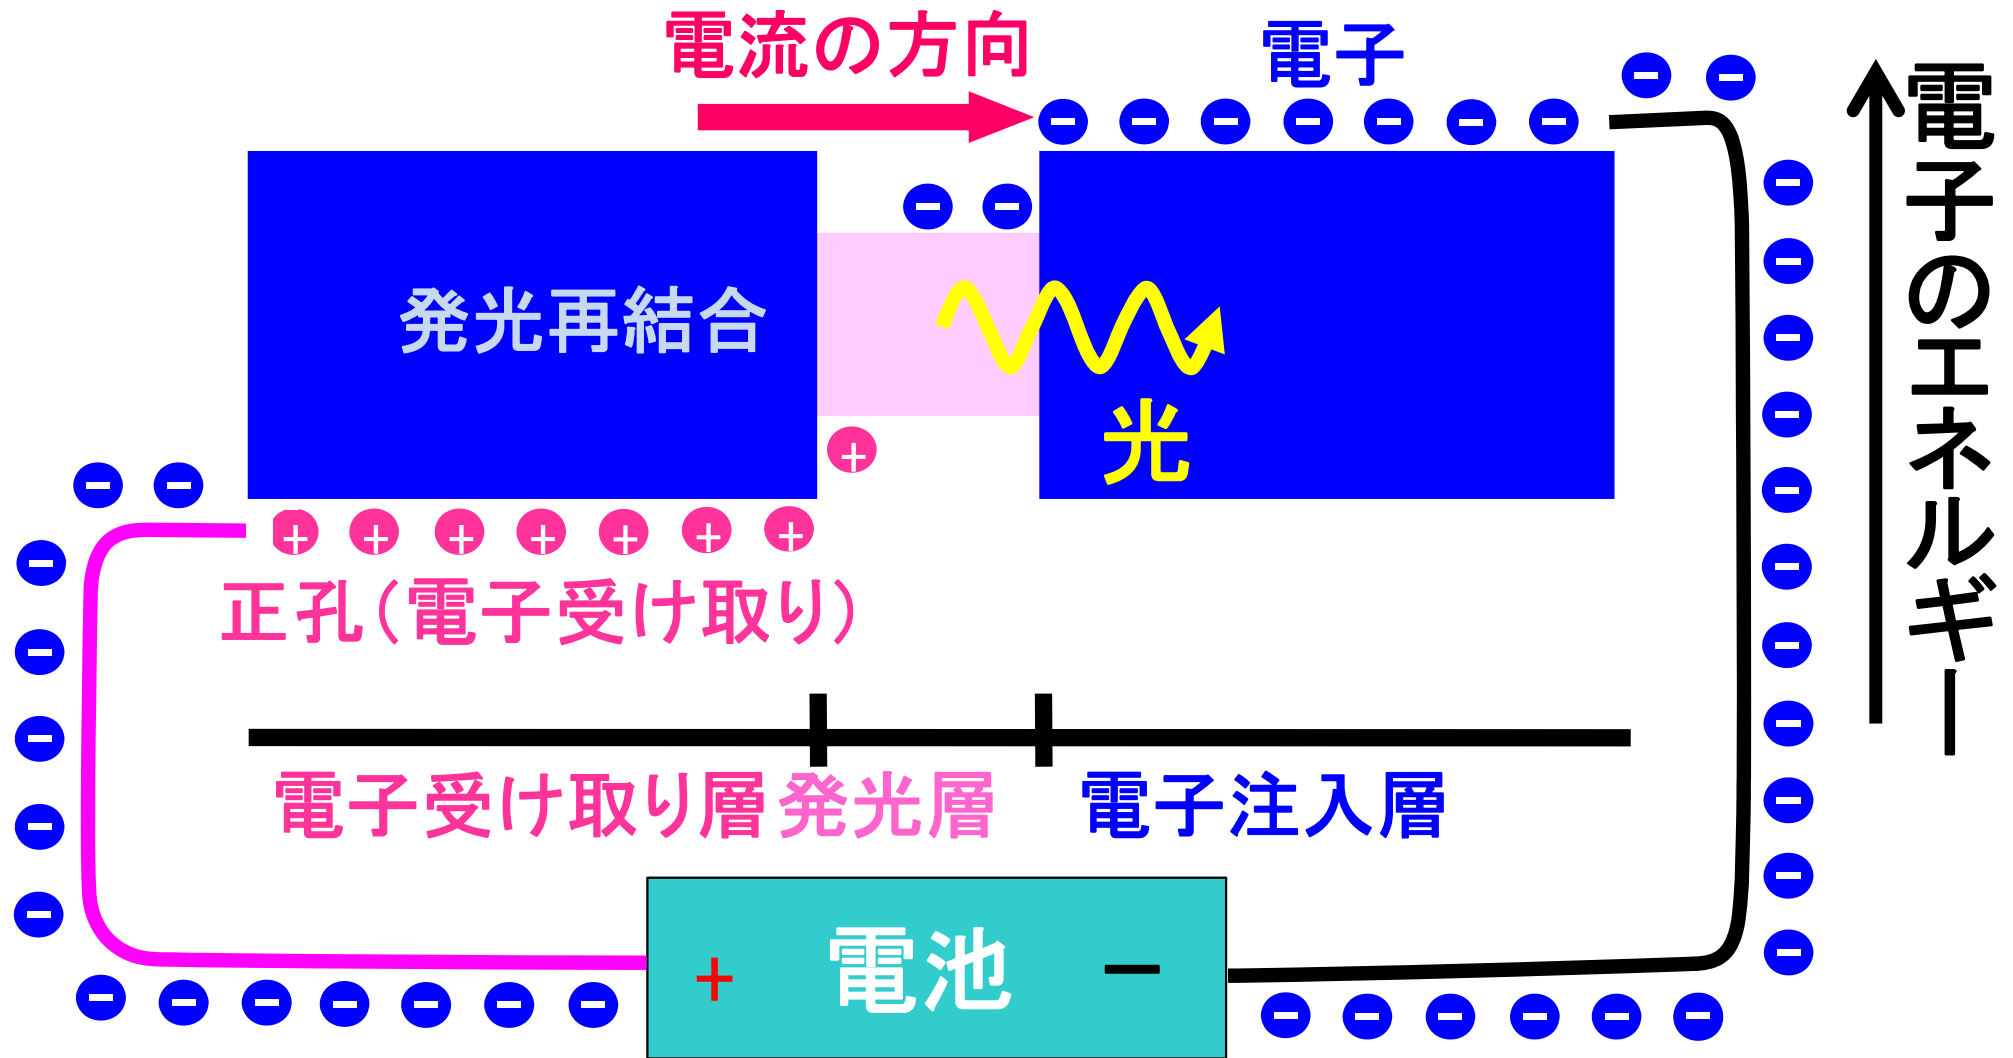 電流の方向
電子
電子のエネルギー
発光再結合
光
正孔(電子受け取り)
電子受け取り層
発光層
電子注入層
+ 電池 −